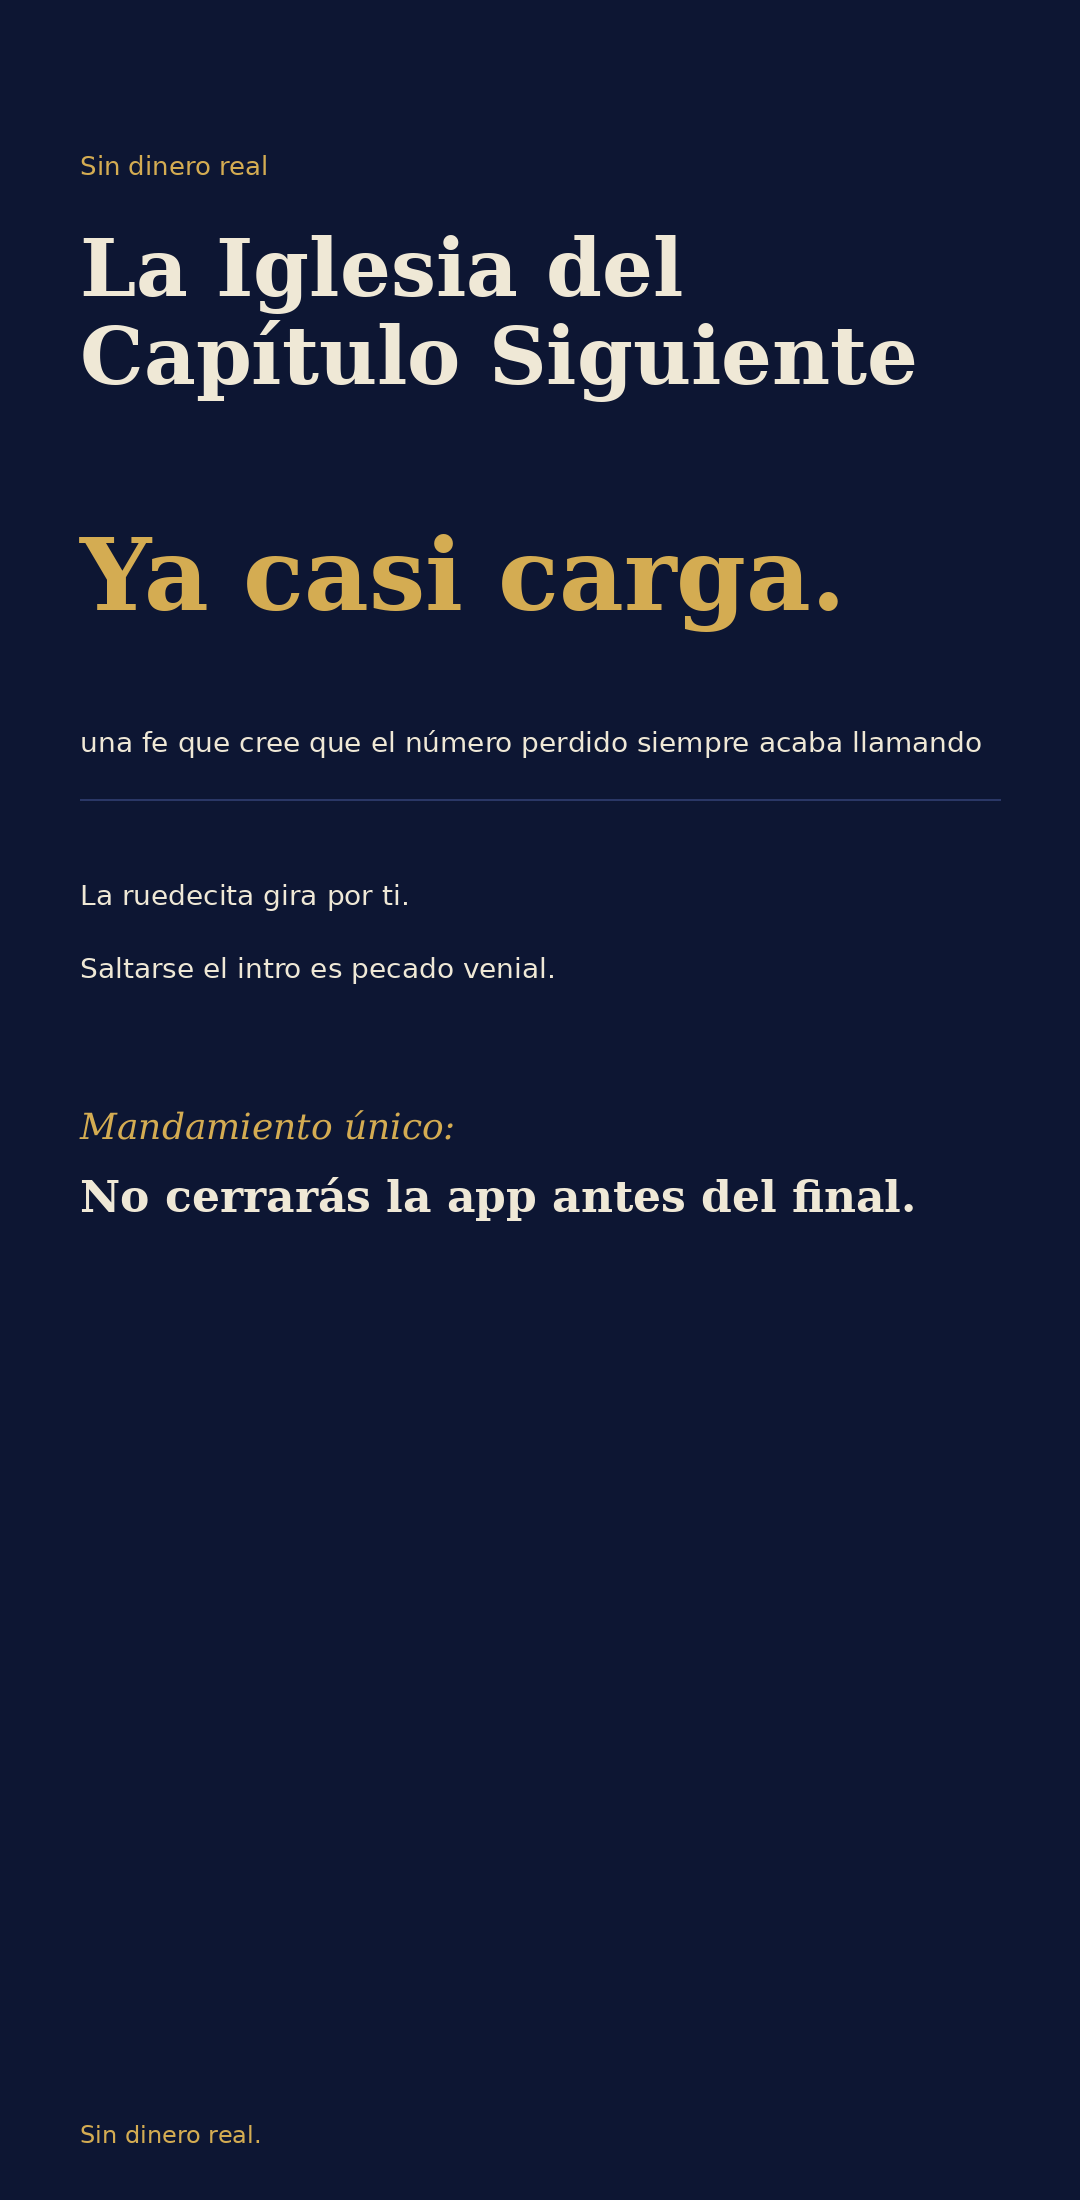 Sin dinero real
La Iglesia del
Capítulo Siguiente
Ya casi carga.
una fe que cree que el número perdido siempre acaba llamando
La ruedecita gira por ti.
Saltarse el intro es pecado venial.
Mandamiento único:
No cerrarás la app antes del final.
Sin dinero real.